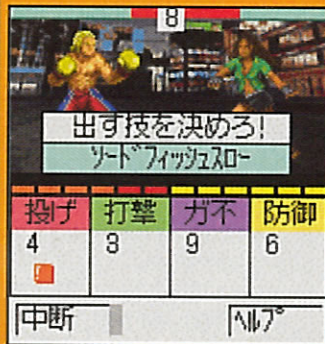 8
出す技を決めろ!
ソードフィッシュスロー
投げ 打撃 ガ不 防御
4 3 9 6
中断 ヘルプ